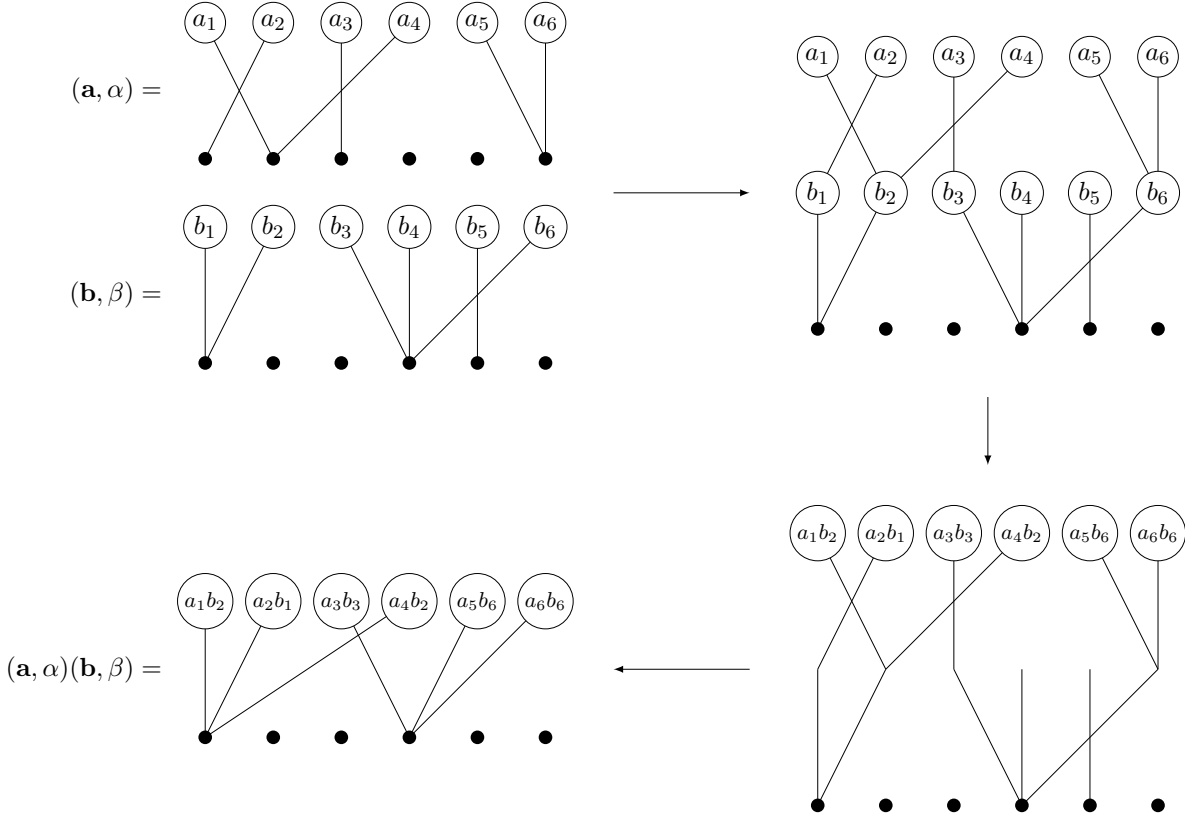 a₁ a₂ a₃ a₄ a₅ a₆
(𝐚, α) =
b₁ b₂ b₃ b₄ b₅ b₆
(𝐛, β) =
a₁ a₂ a₃ a₄ a₅ a₆
b₁ b₂ b₃ b₄ b₅ b₆
a₁b₂ a₂b₁ a₃b₃ a₄b₂ a₅b₆ a₆b₆
a₁b₂ a₂b₁ a₃b₃ a₄b₂ a₅b₆ a₆b₆
(𝐚, α)(𝐛, β) =